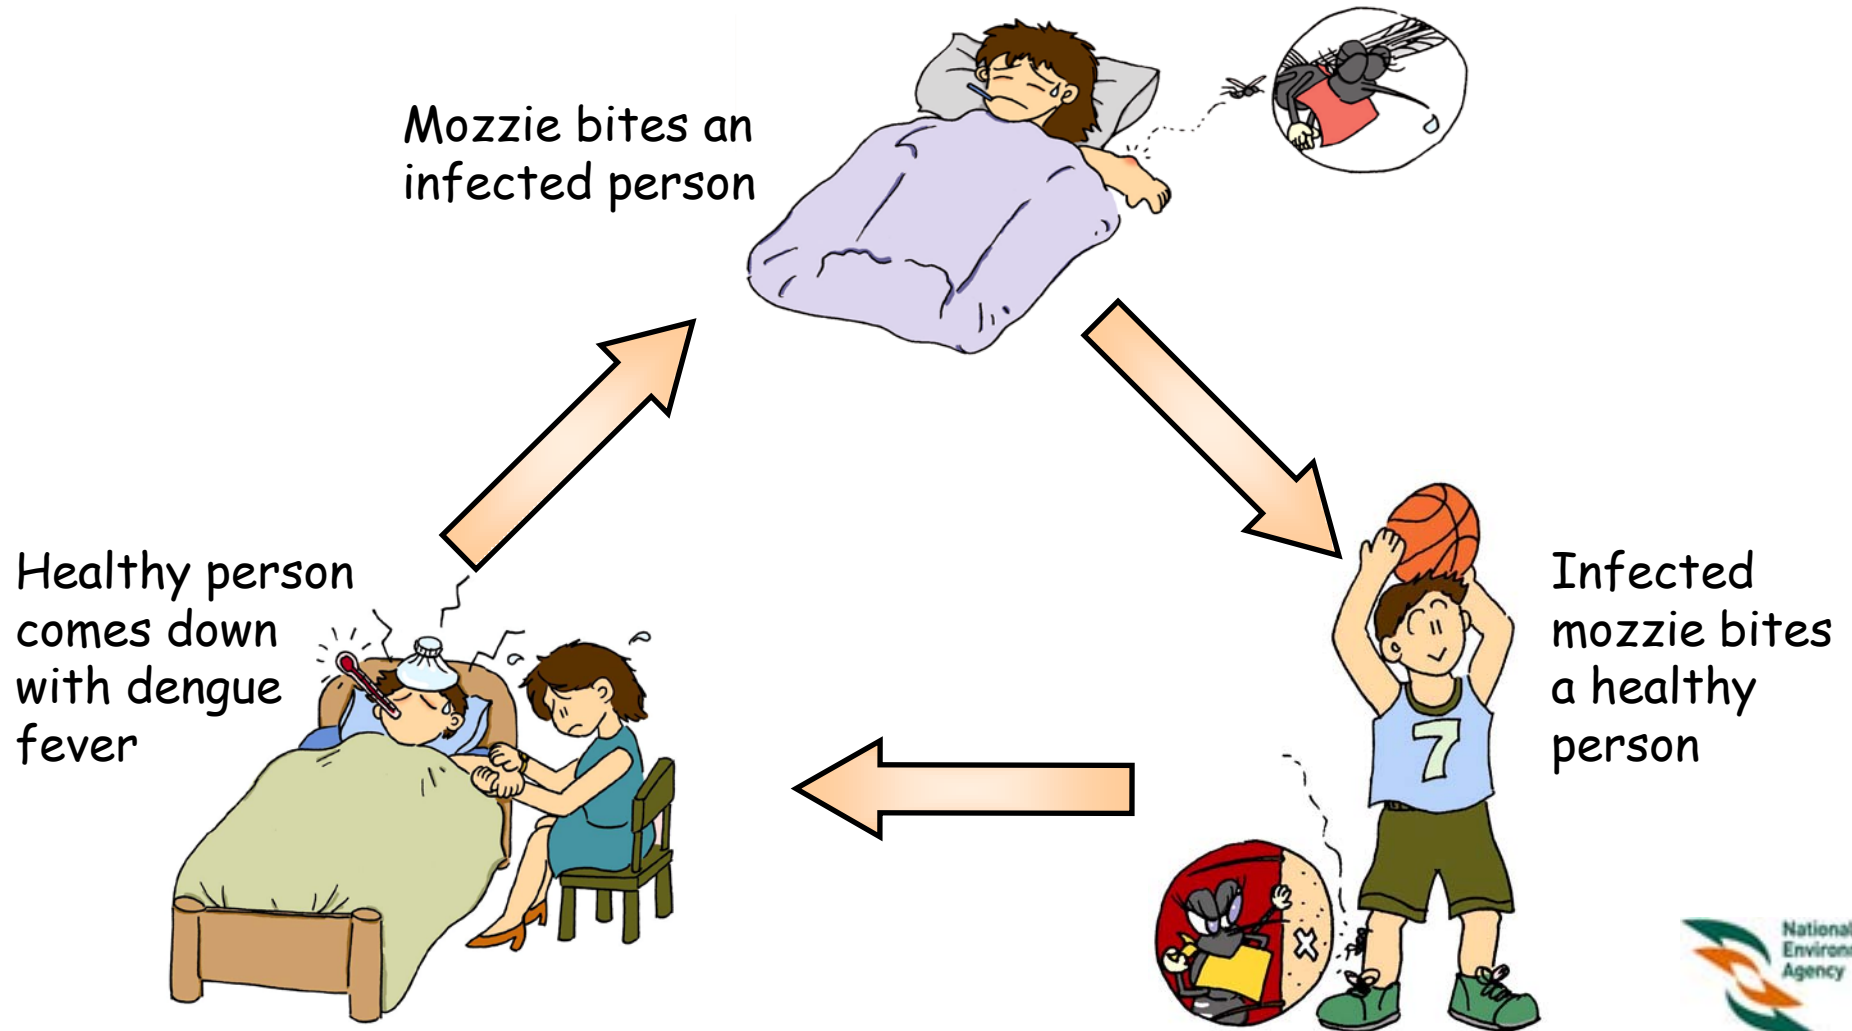 Mozzie bites an
infected person
Infected
mozzie bites
a healthy
person
Healthy person
comes down
with dengue
fever
7
National
Environ
Agency